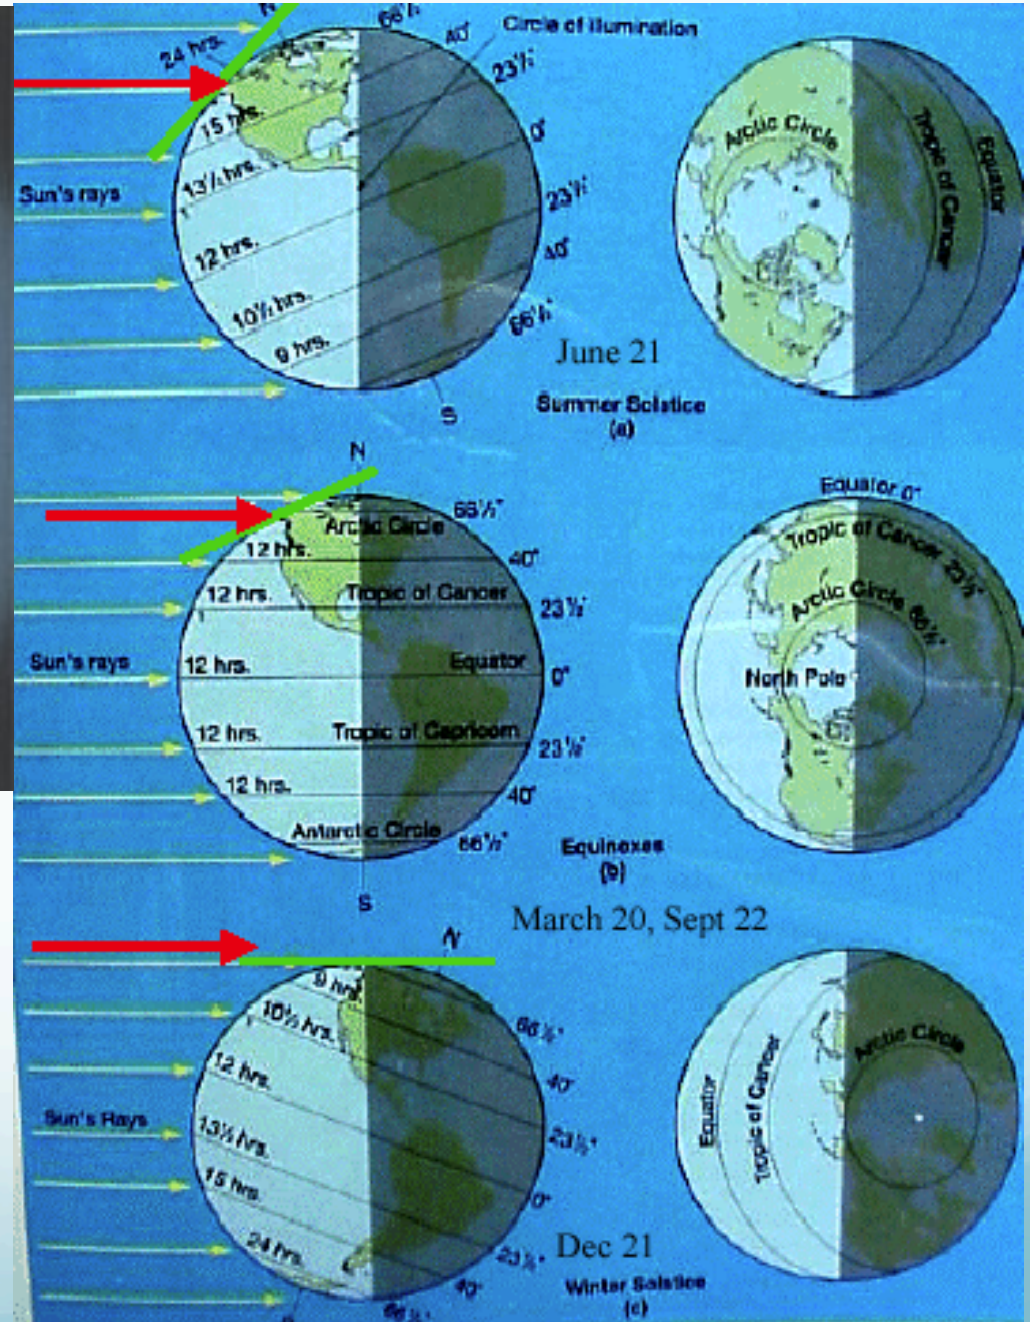 N
66½°
Circle of Illumination
24 hrs.
40°
23½°
15 hrs.
0°
Arctic Circle
Tropic of Cancer
Equator
13½ hrs.
Sun's rays
23½°
12 hrs.
40°
10½ hrs.
66½°
9 hrs.
June 21
Summer Solstice
(a)
S
N
Equator 0°
66½°
Arctic Circle
Tropic of Cancer 23½°
12 hrs.
40°
12 hrs.
Tropic of Cancer
23½°
Arctic Circle 66½°
Sun's rays
12 hrs.
Equator
0°
North Pole
12 hrs.
Tropic of Capricorn
23½°
12 hrs.
40°
Antarctic Circle
66½°
Equinoxes
(b)
S
March 20, Sept 22
N
9 hrs.
10½ hrs.
66½°
Arctic Circle
12 hrs.
40°
Equator
Tropic of Cancer
Sun's Rays
13½ hrs.
23½°
15 hrs.
0°
24 hrs.
23½°
Dec 21
40°
Winter Solstice
(c)
66½°